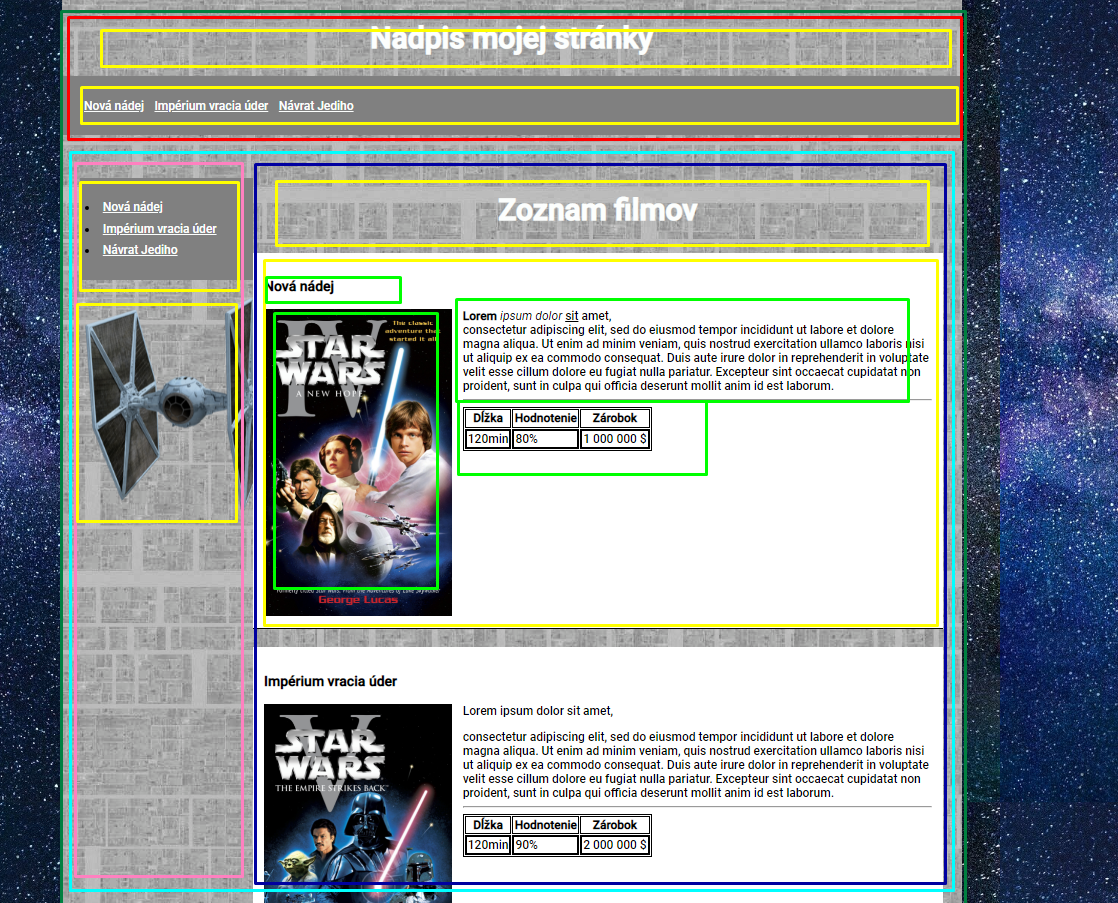 Nadpis mojej stránky
Nová nádej Impérium vracia úder Návrat Jediho
Nová nádej
Impérium vracia úder
Návrat Jediho
Zoznam filmov
Nová nádej
The classic
adventure that
started it all
STAR
WARS
IV
A NEW HOPE
George Lucas
Lorem ipsum dolor sit amet,
consectetur adipiscing elit, sed do eiusmod tempor incididunt ut labore et dolore
magna aliqua. Ut enim ad minim veniam, quis nostrud exercitation ullamco laboris nisi
ut aliquip ex ea commodo consequat. Duis aute irure dolor in reprehenderit in voluptate
velit esse cillum dolore eu fugiat nulla pariatur. Excepteur sint occaecat cupidatat non
proident, sunt in culpa qui officia deserunt mollit anim id est laborum.
Dĺžka Hodnotenie Zárobok
120min 80% 1 000 000 $
Impérium vracia úder
STAR
WARS
V
THE EMPIRE STRIKES BACK
Lorem ipsum dolor sit amet,
consectetur adipiscing elit, sed do eiusmod tempor incididunt ut labore et dolore
magna aliqua. Ut enim ad minim veniam, quis nostrud exercitation ullamco laboris nisi
ut aliquip ex ea commodo consequat. Duis aute irure dolor in reprehenderit in voluptate
velit esse cillum dolore eu fugiat nulla pariatur. Excepteur sint occaecat cupidatat non
proident, sunt in culpa qui officia deserunt mollit anim id est laborum.
Dĺžka Hodnotenie Zárobok
120min 90% 2 000 000 $